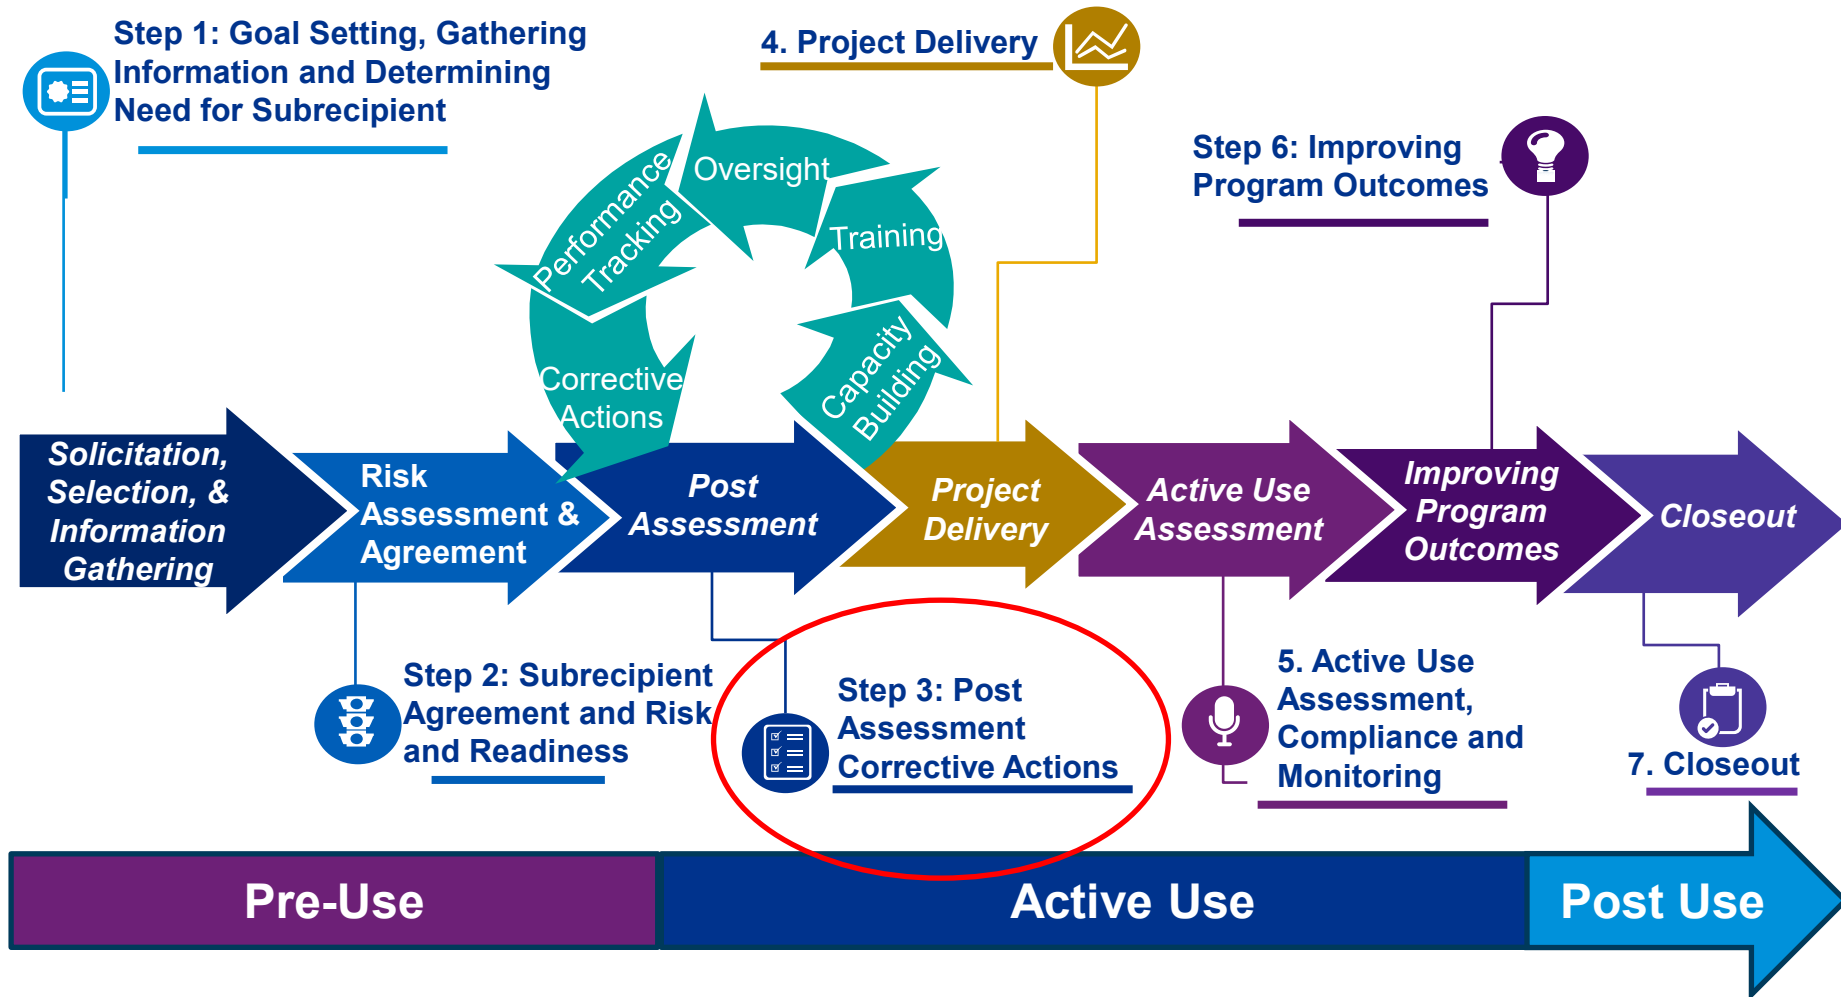 Step 1: Goal Setting, Gathering
Information and Determining
Need for Subrecipient
4. Project Delivery
Step 6: Improving
Program Outcomes
Oversight
Performance
Tracking
Training
Corrective
Actions
Capacity
Building
Solicitation,
Selection, &
Information
Gathering
Risk
Assessment &
Agreement
Post
Assessment
Project
Delivery
Active Use
Assessment
Improving
Program
Outcomes
Closeout
Step 2: Subrecipient
Agreement and Risk
and Readiness
Step 3: Post
Assessment
Corrective Actions
5. Active Use
Assessment,
Compliance and
Monitoring
7. Closeout
Pre-Use
Active Use
Post Use